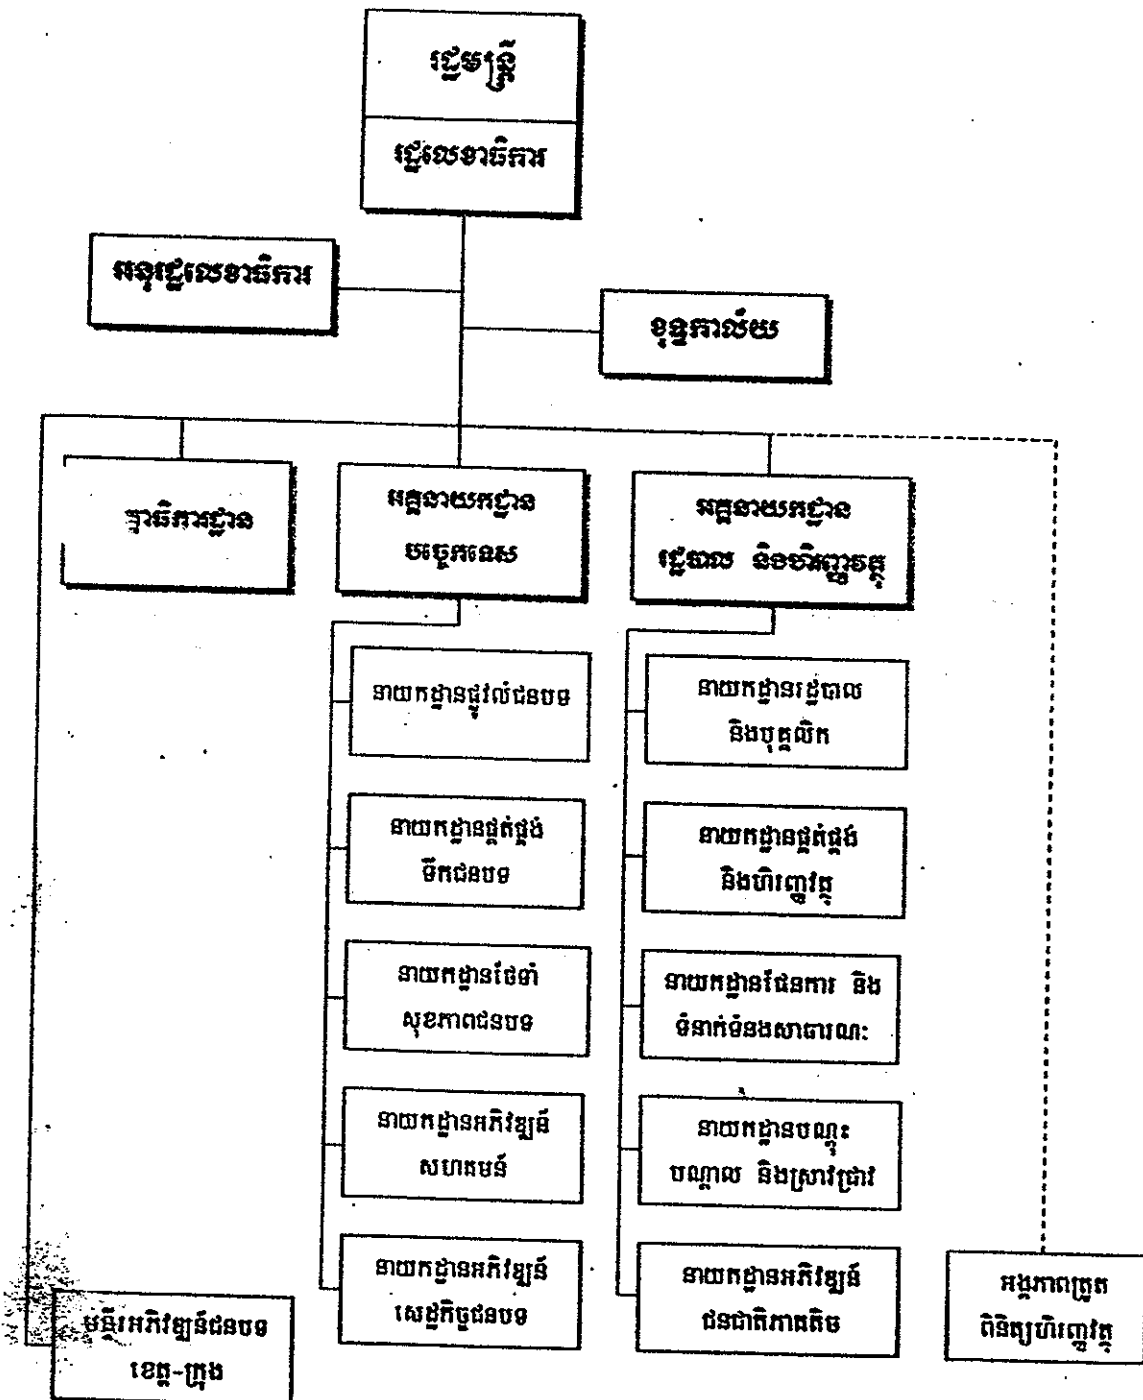 រដ្ឋមន្ត្រី
រដ្ឋលេខាធិការ
អនុរដ្ឋលេខាធិការ
ខុទ្ទកាល័យ
អគ្គនាយកដ្ឋាន
បច្ចេកទេស
អគ្គនាយកដ្ឋាន
រដ្ឋបាល និងហិរញ្ញវត្ថុ
នាយកដ្ឋានផ្លូវលំជនបទ
នាយកដ្ឋានផ្គត់ផ្គង់
ទឹកជនបទ
នាយកដ្ឋានថែទាំ
សុខភាពជនបទ
នាយកដ្ឋានអភិវឌ្ឍន៍
សហគមន៍
នាយកដ្ឋានអភិវឌ្ឍន៍
សេដ្ឋកិច្ចជនបទ
នាយកដ្ឋានរដ្ឋបាល
និងបុគ្គលិក
នាយកដ្ឋានផ្គត់ផ្គង់
និងហិរញ្ញវត្ថុ
នាយកដ្ឋានផែនការ និង
ទំនាក់ទំនងសាធារណៈ
នាយកដ្ឋានបណ្តុះ
បណ្តាល និងស្រាវជ្រាវ
នាយកដ្ឋានអភិវឌ្ឍន៍
ជនជាតិភាគតិច
មន្ទីរអភិវឌ្ឍន៍ជនបទ
ខេត្ត-ក្រុង
អង្គភាពត្រួត
ពិនិត្យហិរញ្ញវត្ថុ